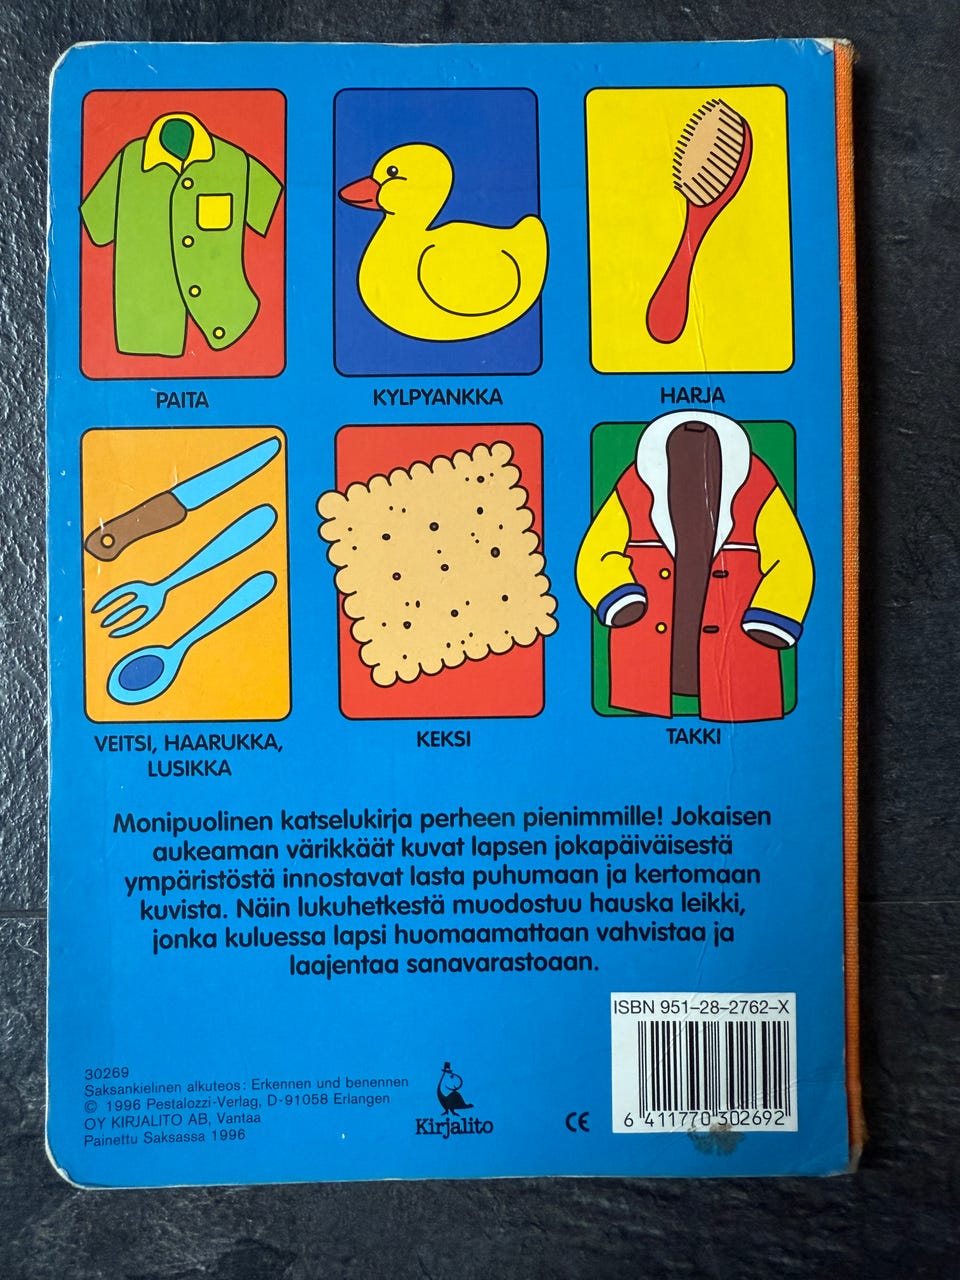 PAITA
KYLPYANKKA
HARJA
VEITSI, HAARUKKA,
LUSIKKA
KEKSI
TAKKI
Monipuolinen katselukirja perheen pienimmille! Jokaisen
aukeaman värikkäät kuvat lapsen jokapäiväisestä
ympäristöstä innostavat lasta puhumaan ja kertomaan
kuvista. Näin lukuhetkestä muodostuu hauska leikki,
jonka kuluessa lapsi huomaamattaan vahvistaa ja
laajentaa sanavarastoaan.
ISBN 951-28-2762-X
6 411770 302692
30269
Saksankielinen alkuteos: Erkennen und benennen
© 1996 Pestalozzi-Verlag, D-91058 Erlangen
OY KIRJALITO AB, Vantaa
Painettu Saksassa 1996
Kirjalito
CE